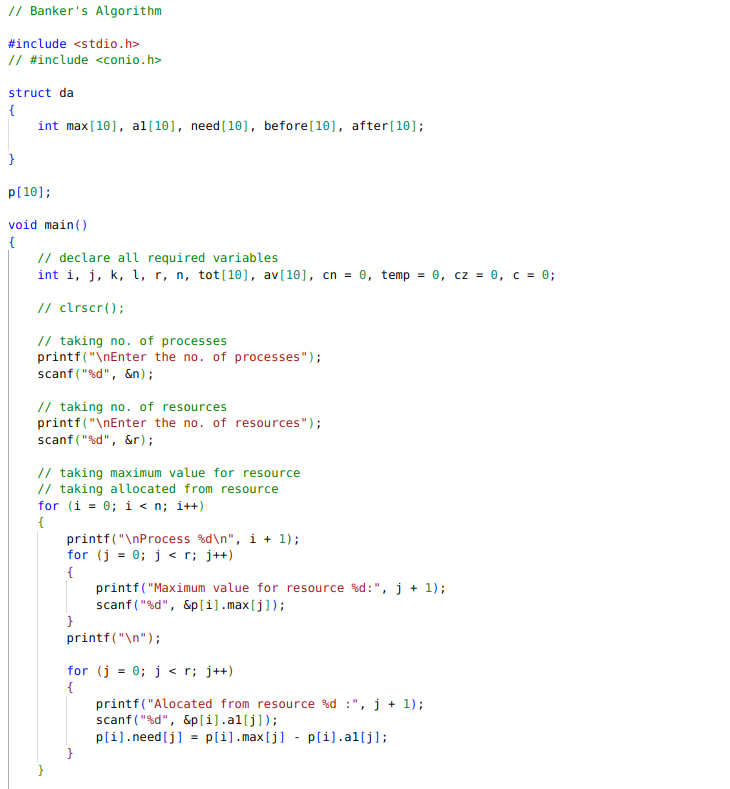 // Banker's Algorithm
#include <stdio.h>
// #include <conio.h>
struct da
{
int max[10], a1[10], need[10], before[10], after[10];
}
p[10];
void main()
{
// declare all required variables
int i, j, k, l, r, n, tot[10], av[10], cn = 0, temp = 0, cz = 0, c = 0;
// clrscr();
// taking no. of processes
printf("\nEnter the no. of processes");
scanf("%d", &n);
// taking no. of resources
printf("\nEnter the no. of resources");
scanf("%d", &r);
// taking maximum value for resource
// taking allocated from resource
for (i = 0; i < n; i++)
{
printf("\nProcess %d\n", i + 1);
for (j = 0; j < r; j++)
{
printf("Maximum value for resource %d:", j + 1);
scanf("%d", &p[i].max[j]);
}
printf("\n");
for (j = 0; j < r; j++)
{
printf("Alocated from resource %d :", j + 1);
scanf("%d", &p[i].a1[j]);
p[i].need[j] = p[i].max[j] - p[i].a1[j];
}
}